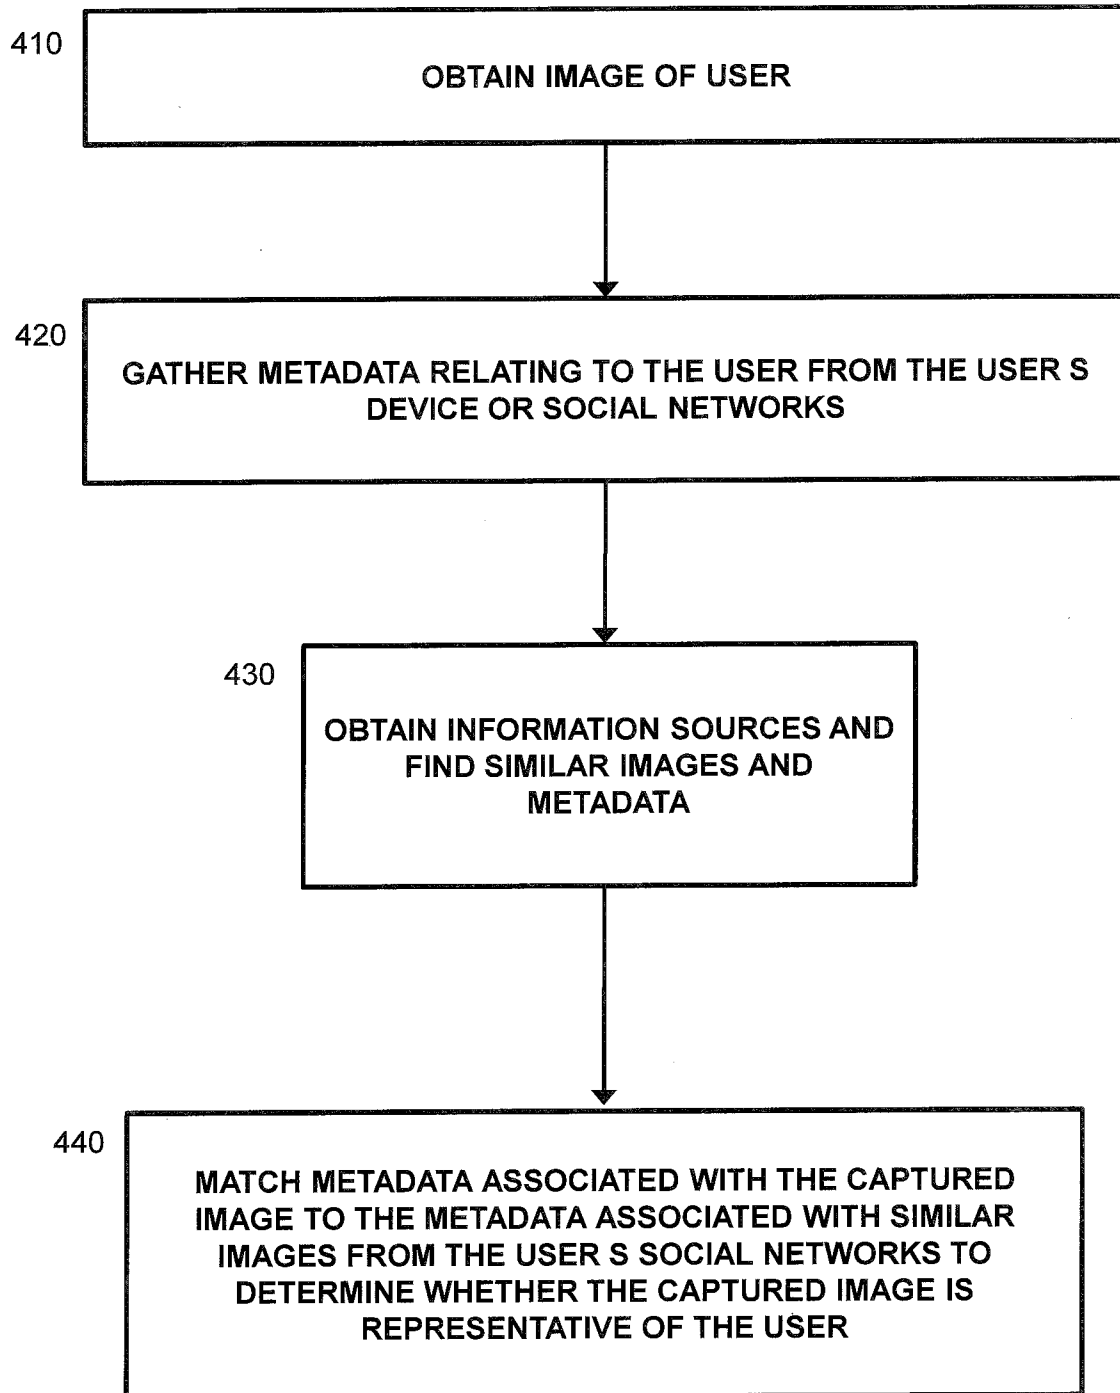 410
OBTAIN IMAGE OF USER
420
GATHER METADATA RELATING TO THE USER FROM THE USER S
DEVICE OR SOCIAL NETWORKS
430
OBTAIN INFORMATION SOURCES AND
FIND SIMILAR IMAGES AND
METADATA
440
MATCH METADATA ASSOCIATED WITH THE CAPTURED
IMAGE TO THE METADATA ASSOCIATED WITH SIMILAR
IMAGES FROM THE USER S SOCIAL NETWORKS TO
DETERMINE WHETHER THE CAPTURED IMAGE IS
REPRESENTATIVE OF THE USER